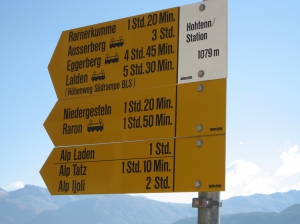 Rarnerkumme 1 Std. 20 Min.
Ausserberg 3 Std.
Eggerberg 4 Std. 45 Min.
Lalden 5 Std. 30 Min.
(Höhenweg Südrampe BLS)
Hohtenn/
Station
1079 m
Niedergesteln 1 Std. 20 Min.
Raron 1 Std. 50 Min.
Alp Laden 1 Std.
Alp Tatz 1 Std. 10 Min.
Alp Ijoli 2 Std.